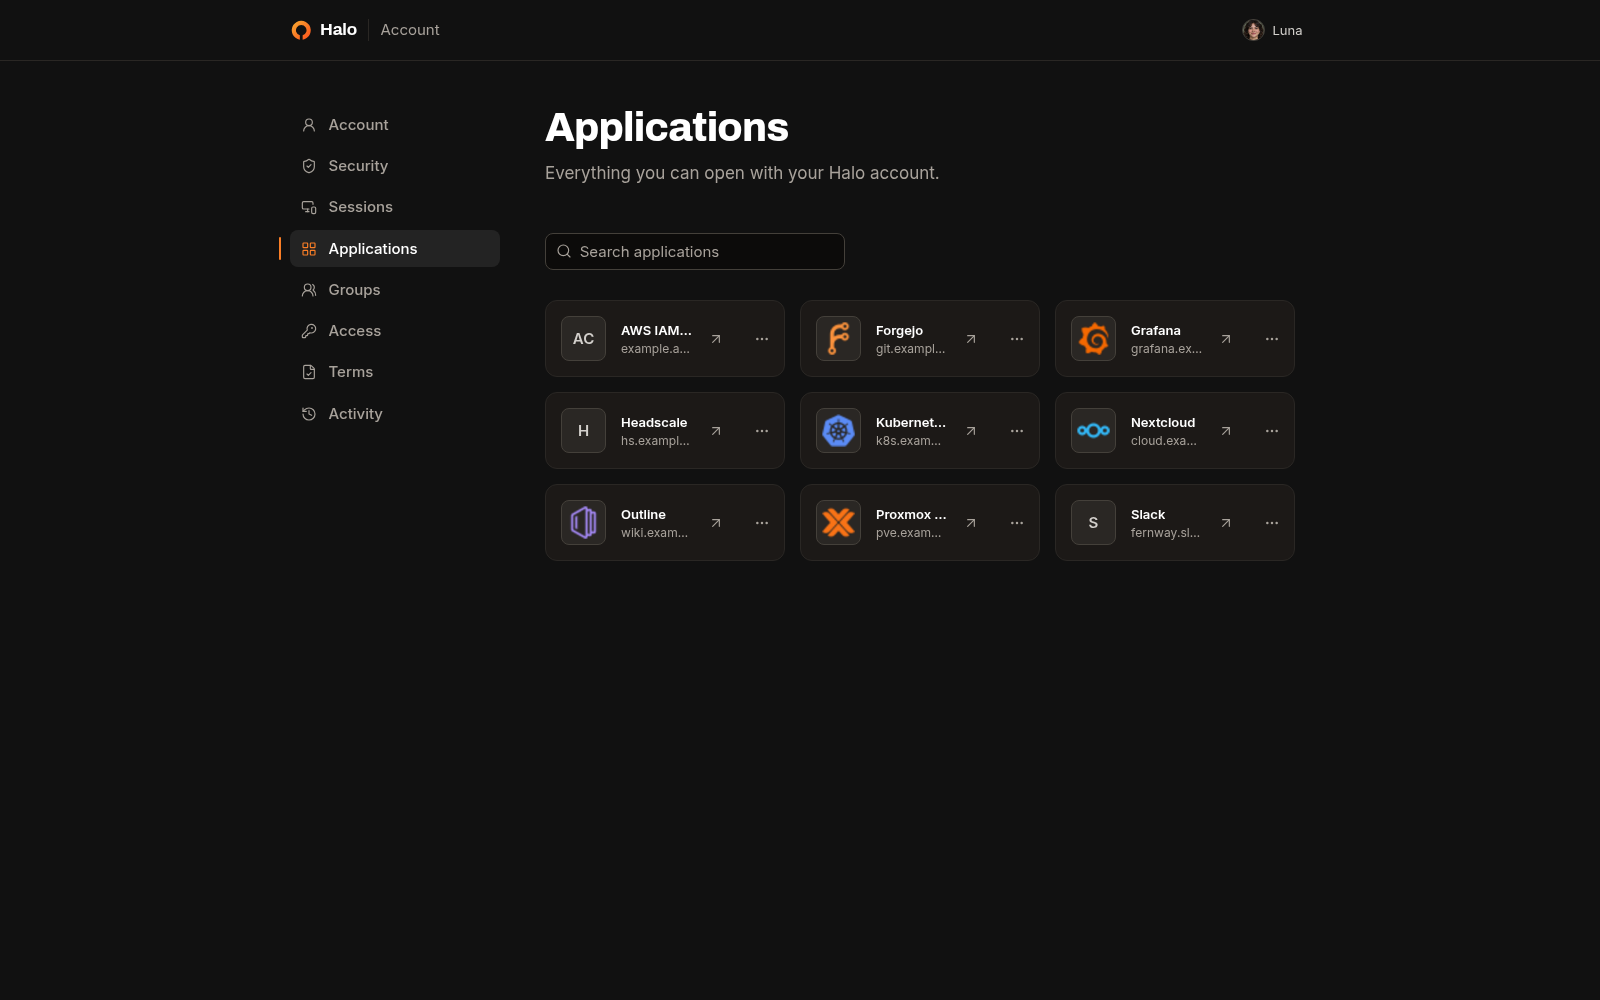 Halo
Account
Luna
Account
Security
Sessions
Applications
Groups
Access
Terms
Activity
Applications
Everything you can open with your Halo account.
Search applications
AC
AWS IAM...
example.a...
Forgejo
git.exampl...
Grafana
grafana.ex...
H
Headscale
hs.exampl...
Kubernet...
k8s.exam...
Nextcloud
cloud.exa...
Outline
wiki.exam...
Proxmox ...
pve.exam...
S
Slack
fernway.sl...